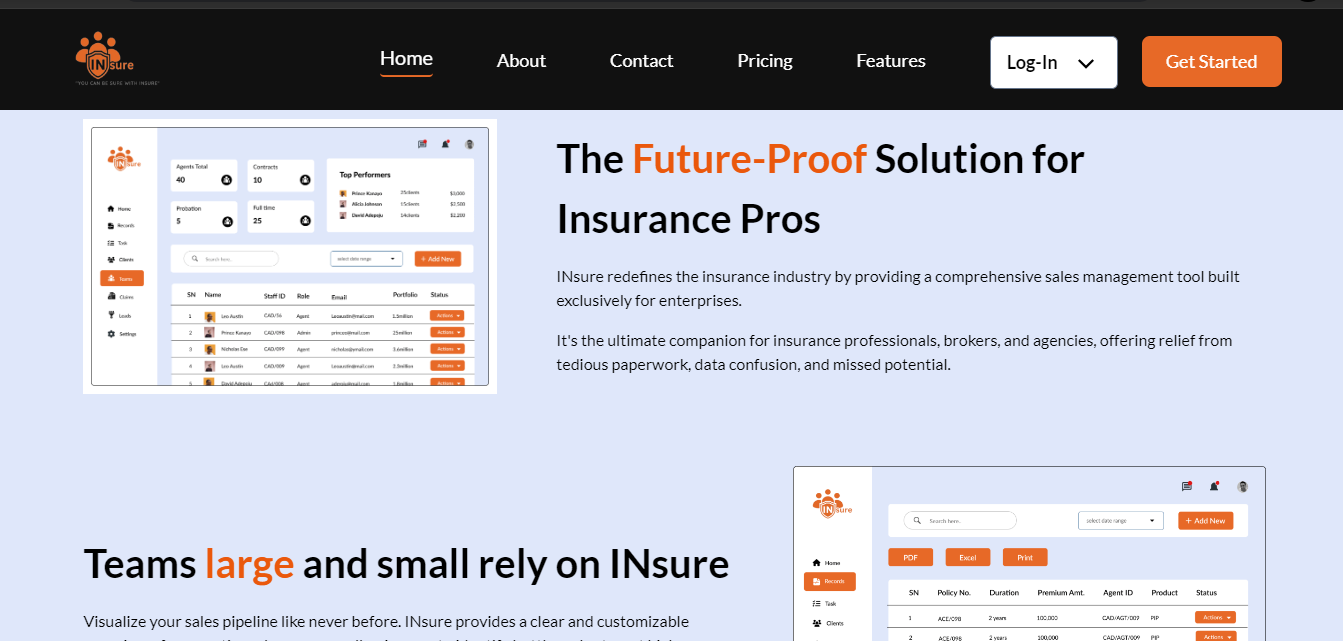 INsure
"YOU CAN BE SURE WITH INSURE"
Home
About
Contact
Pricing
Features
Log-In
Get Started
The Future-Proof Solution for
Insurance Pros
INsure redefines the insurance industry by providing a comprehensive sales management tool built
exclusively for enterprises.
It's the ultimate companion for insurance professionals, brokers, and agencies, offering relief from
tedious paperwork, data confusion, and missed potential.
INsure
Home
Records
Task
Clients
Teams
Claims
Leads
Settings
Agents Total
40
Contracts
10
Probation
5
Full time
25
Top Performers
Prince Kanayo 25clients $3,000
Alicia Johnson 15clients $2,500
David Adepoju 14clients $2,200
Search here..
select date range
+ Add New
SN Name Staff ID Role Email Portfolio Status
1 Leo Austin CAD/36 Agent Leoaustin@mail.com 1.5million Actions
2 Prince Kanayo CAD/098 Admin princeo@mail.com 25million Actions
3 Nicholas Eze CAD/099 Agent nicholas@mail.com 3.6million Actions
4 Leo Austin CAD/009 Agent Leoaustin@mail.com 2.3million Actions
5 David Adepoju Agent 1.8million Actions
Teams large and small rely on INsure
Visualize your sales pipeline like never before. INsure provides a clear and customizable
INsure
Home
Records
Task
Clients
Search here..
select date range
+ Add New
PDF
Excel
Print
SN Policy No. Duration Premium Amt. Agent ID Product Status
1 ACE/098 2 years 100,000 CAD/AGT/009 PIP Actions
2 ACE/098 2 years 100,000 CAD/AGT/009 PIP Actions